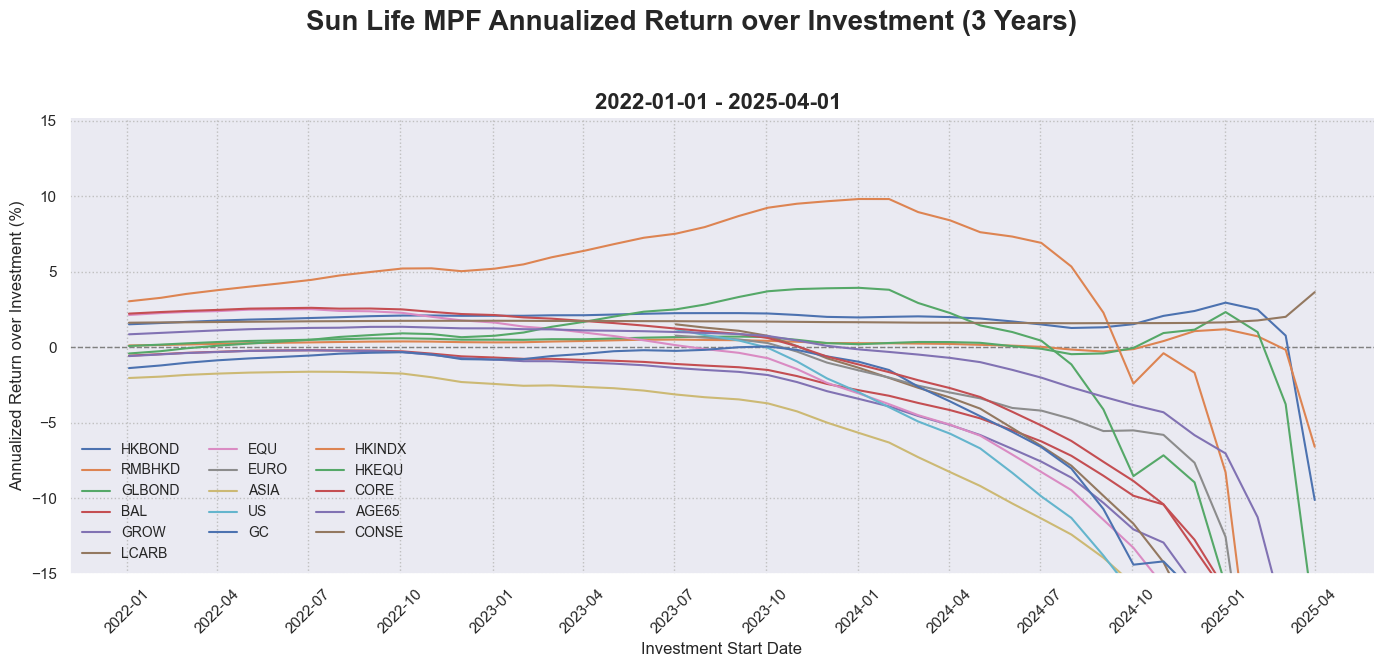 Sun Life MPF Annualized Return over Investment (3 Years)
2022-01-01 - 2025-04-01
Annualized Return over Investment (%)
15
10
5
0
−5
−10
−15
HKBOND EQU HKINDX
RMBHKD EURO HKEQU
GLBOND ASIA CORE
BAL US AGE65
GROW GC CONSE
LCARB
2022-01 2022-04 2022-07 2022-10 2023-01 2023-04 2023-07 2023-10 2024-01 2024-04 2024-07 2024-10 2025-01 2025-04
Investment Start Date